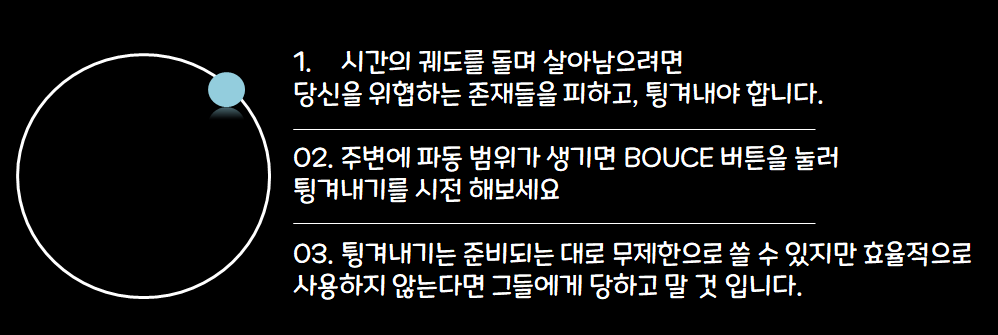 1. 시간의 궤도를 돌며 살아남으려면
당신을 위협하는 존재들을 피하고, 튕겨내야 합니다.
02. 주변에 파동 범위가 생기면 BOUCE 버튼을 눌러
튕겨내기를 시전 해보세요
03. 튕겨내기는 준비되는 대로 무제한으로 쓸 수 있지만 효율적으로
사용하지 않는다면 그들에게 당하고 말 것 입니다.